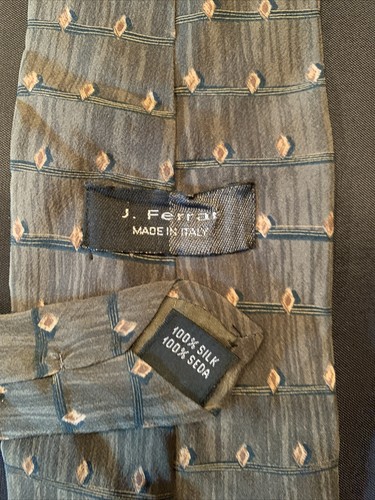 J. Ferrar
MADE IN ITALY
100% SILK
100% SEDA